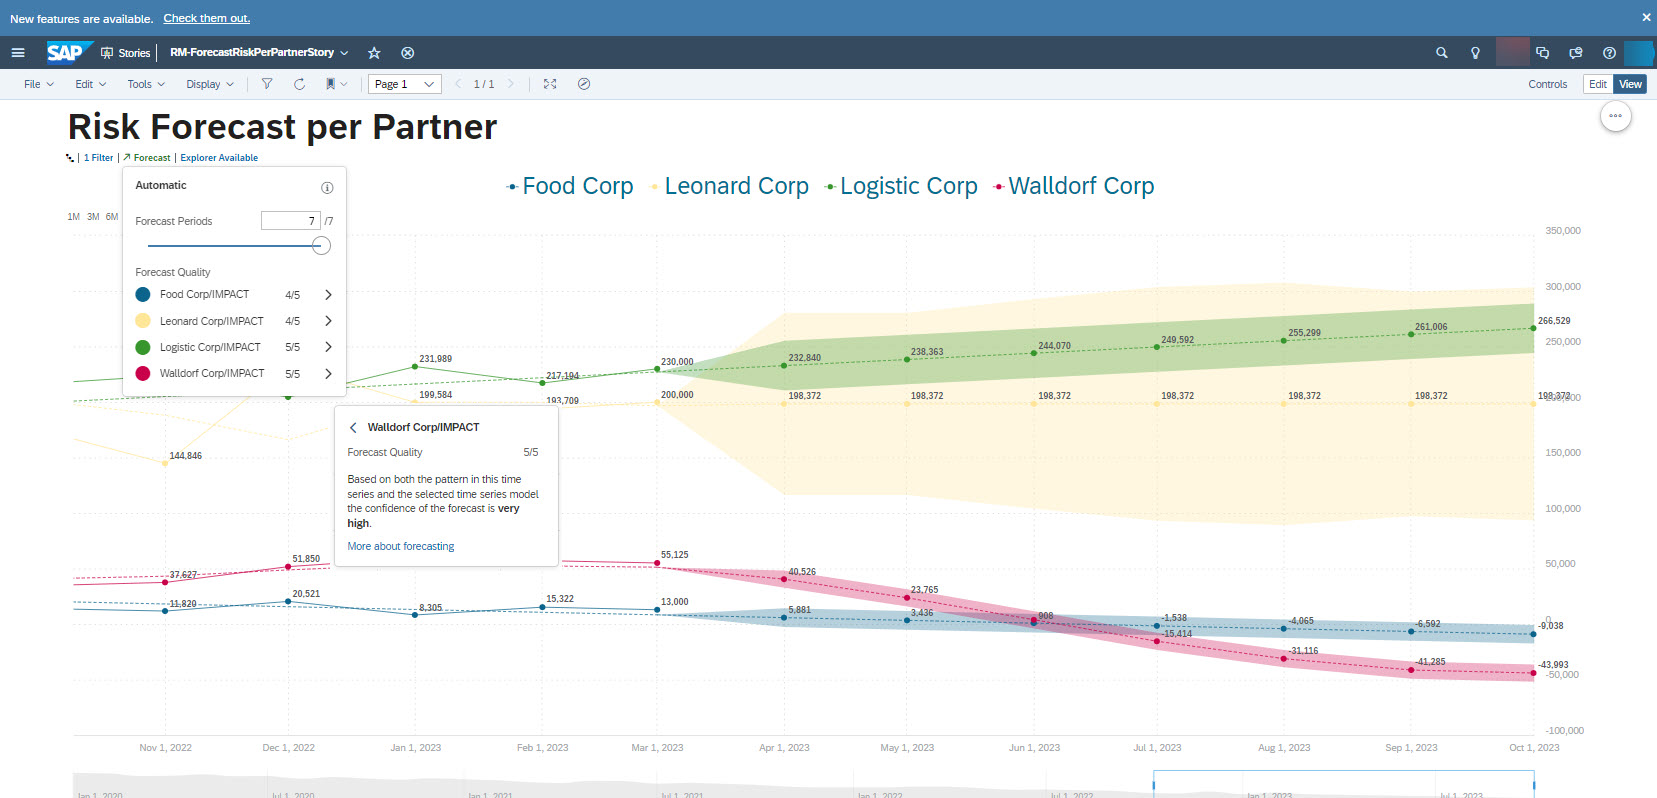 New features are available. Check them out.
SAP Stories RM-ForecastRiskPerPartnerStory
File Edit Tools Display Page 1 1 / 1 Controls Edit View
Risk Forecast per Partner
1 Filter Forecast Explorer Available
Automatic
Forecast Periods 7 /7
Forecast Quality
Food Corp/IMPACT 4/5
Leonard Corp/IMPACT 4/5
Logistic Corp/IMPACT 5/5
Walldorf Corp/IMPACT 5/5
Food Corp Leonard Corp Logistic Corp Walldorf Corp
1M 3M 6M
350,000
300,000
250,000
150,000
100,000
50,000
0
-50,000
-100,000
231,989 217,194 230,000 232,840 238,363 244,070 249,592 255,299 261,006 266,529
144,846 199,584 193,709 200,000 198,372 198,372 198,372 198,372 198,372 198,372 198,372
Walldorf Corp/IMPACT
Forecast Quality 5/5
Based on both the pattern in this time
series and the selected time series model
the confidence of the forecast is very
high.
More about forecasting
37,627 51,850 55,125 40,526 23,765 908 -15,414 -31,116 -41,285 -43,993
11,820 20,521 8,305 15,322 13,000 5,881 3,436 -1,538 -4,065 -6,592 -9,038
Nov 1, 2022 Dec 1, 2022 Jan 1, 2023 Feb 1, 2023 Mar 1, 2023 Apr 1, 2023 May 1, 2023 Jun 1, 2023 Jul 1, 2023 Aug 1, 2023 Sep 1, 2023 Oct 1, 2023
Jan 1, 2020 Jul 1, 2020 Jan 1, 2021 Jul 1, 2021 Jan 1, 2022 Jul 1, 2022 Jan 1, 2023 Jul 1, 2023